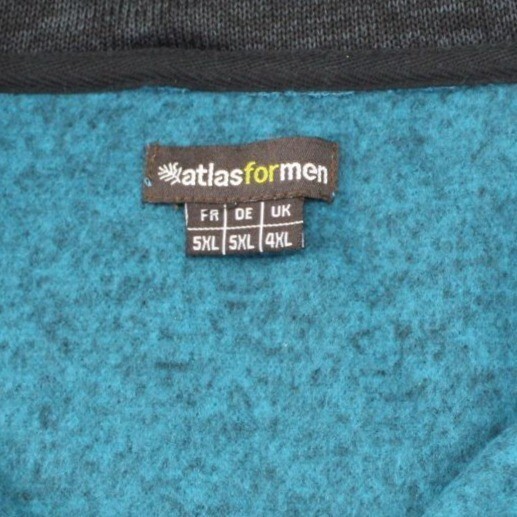 atlasformen
FR DE UK
5XL 5XL 4XL